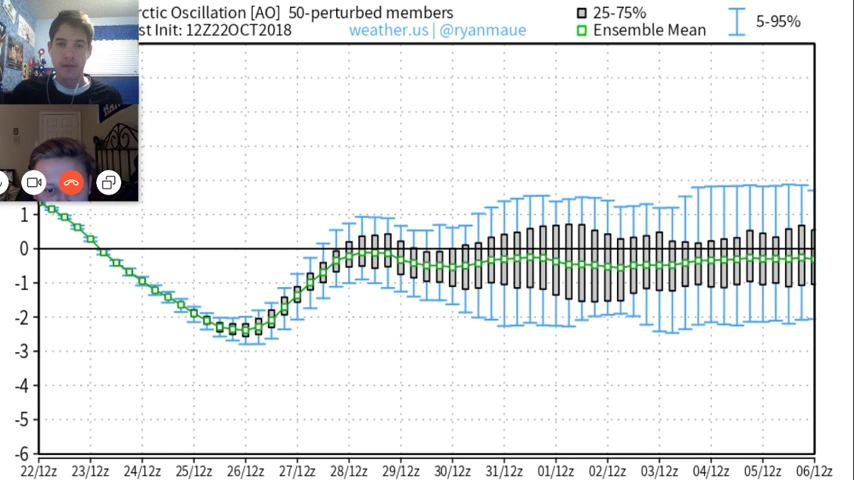 rctic Oscillation [AO] 50-perturbed members
st Init: 12Z22OCT2018 weather.us | @ryanmaue
25-75%
Ensemble Mean
5-95%
1
0
-1
-2
-3
-4
-5
-6
22/12z 23/12z 24/12z 25/12z 26/12z 27/12z 28/12z 29/12z 30/12z 31/12z 01/12z 02/12z 03/12z 04/12z 05/12z 06/12z